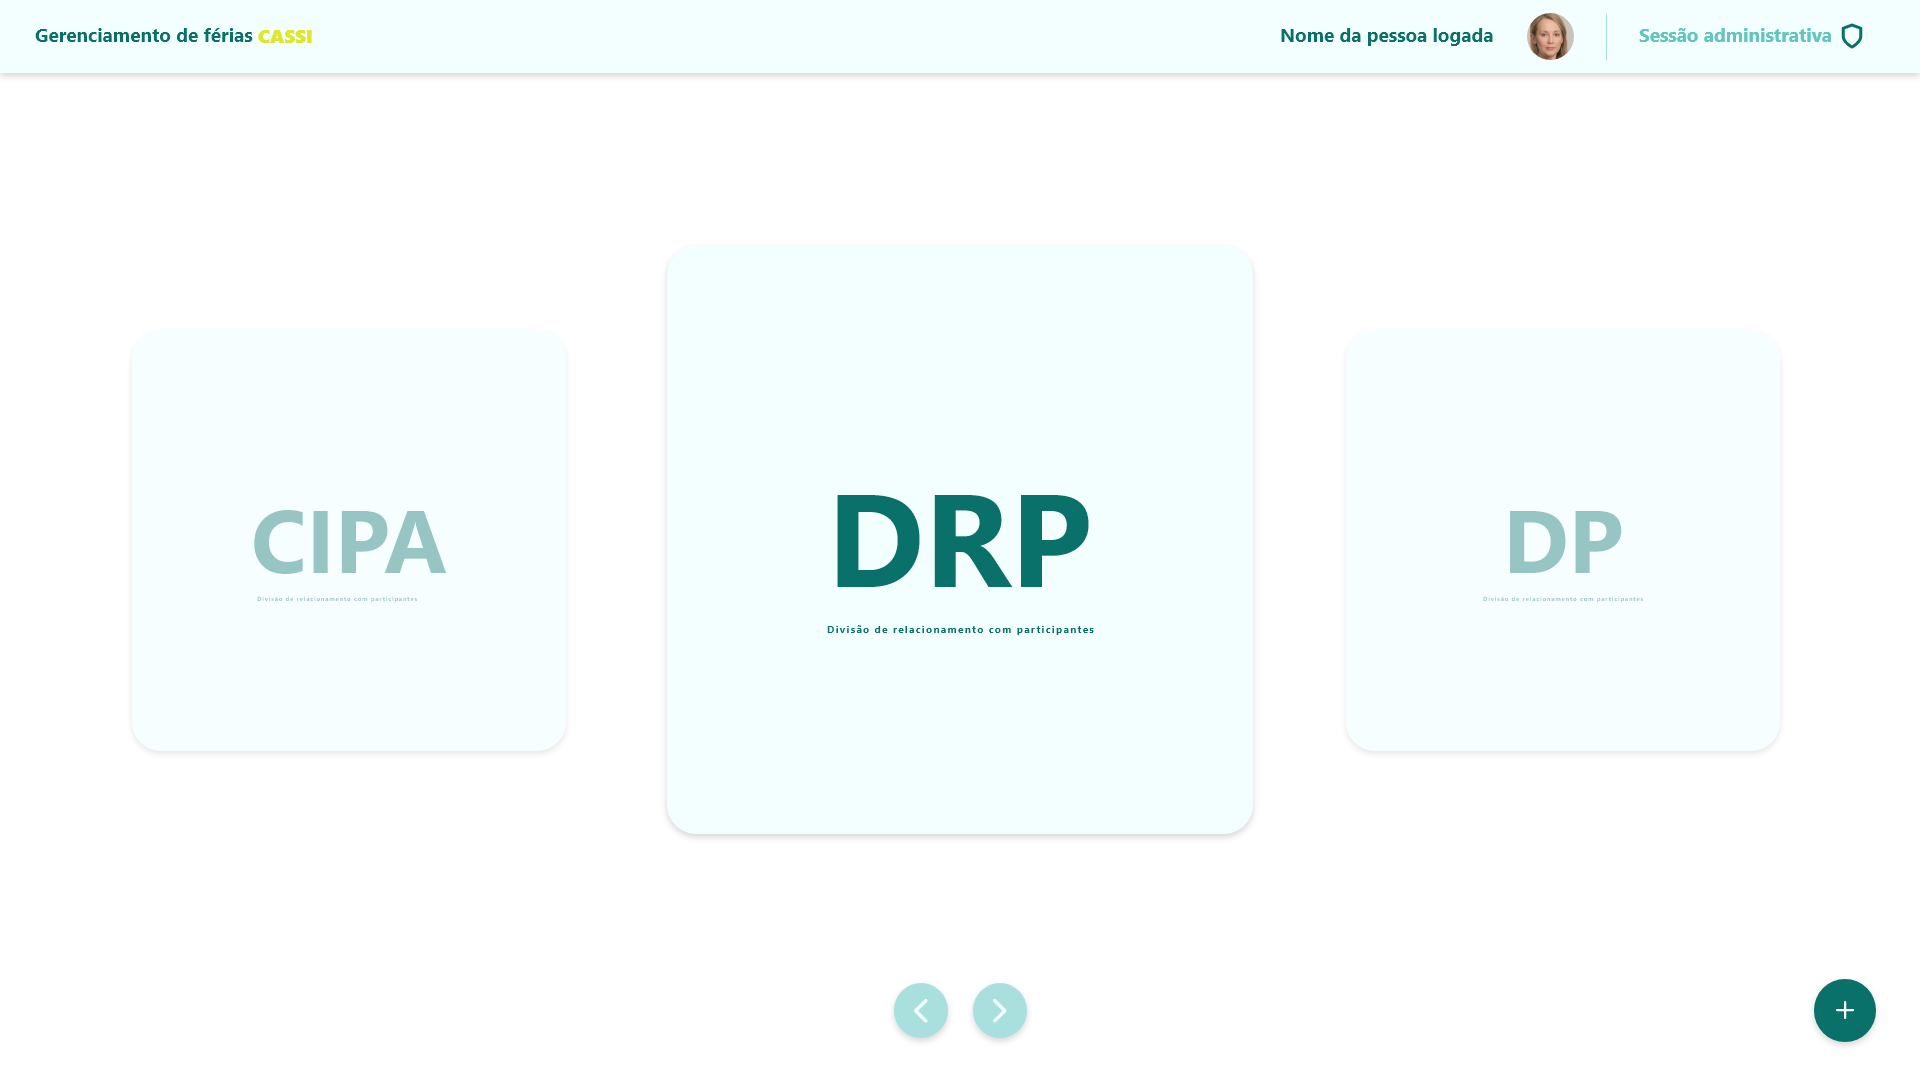 Gerenciamento de férias CASSI
Nome da pessoa logada
Sessão administrativa
CIPA
Divisão de relacionamento com participantes
DRP
Divisão de relacionamento com participantes
DP
Divisão de relacionamento com participantes